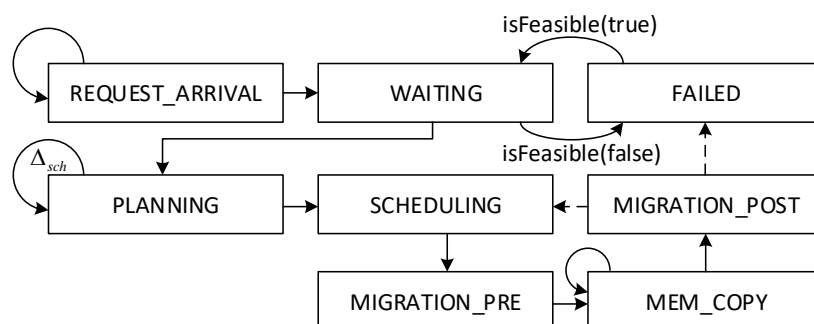 isFeasible(true)
REQUEST_ARRIVAL
WAITING
FAILED
isFeasible(false)
Δsch
PLANNING
SCHEDULING
MIGRATION_POST
MIGRATION_PRE
MEM_COPY